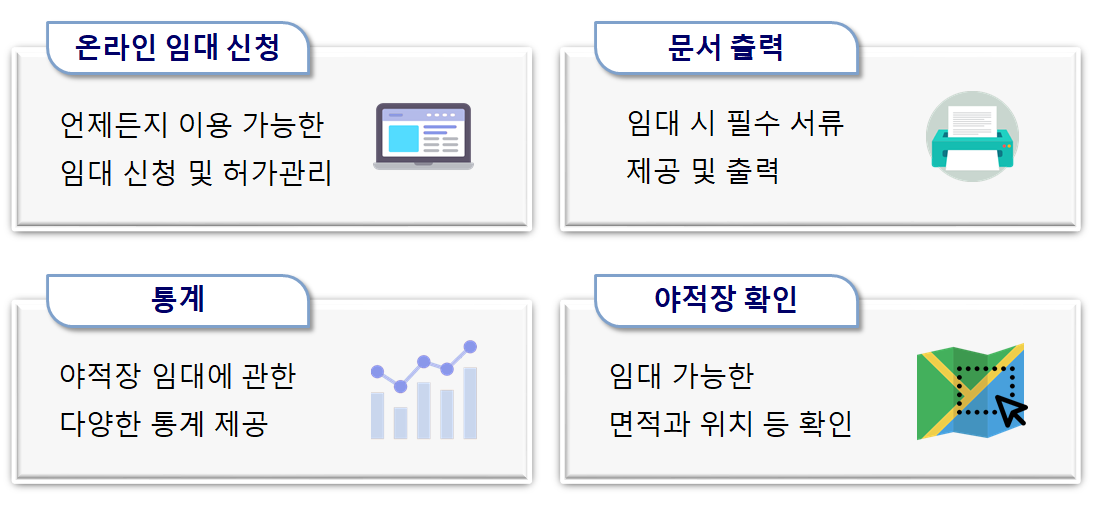 온라인 임대 신청
언제든지 이용 가능한
임대 신청 및 허가관리
문서 출력
임대 시 필수 서류
제공 및 출력
통계
야적장 임대에 관한
다양한 통계 제공
야적장 확인
임대 가능한
면적과 위치 등 확인